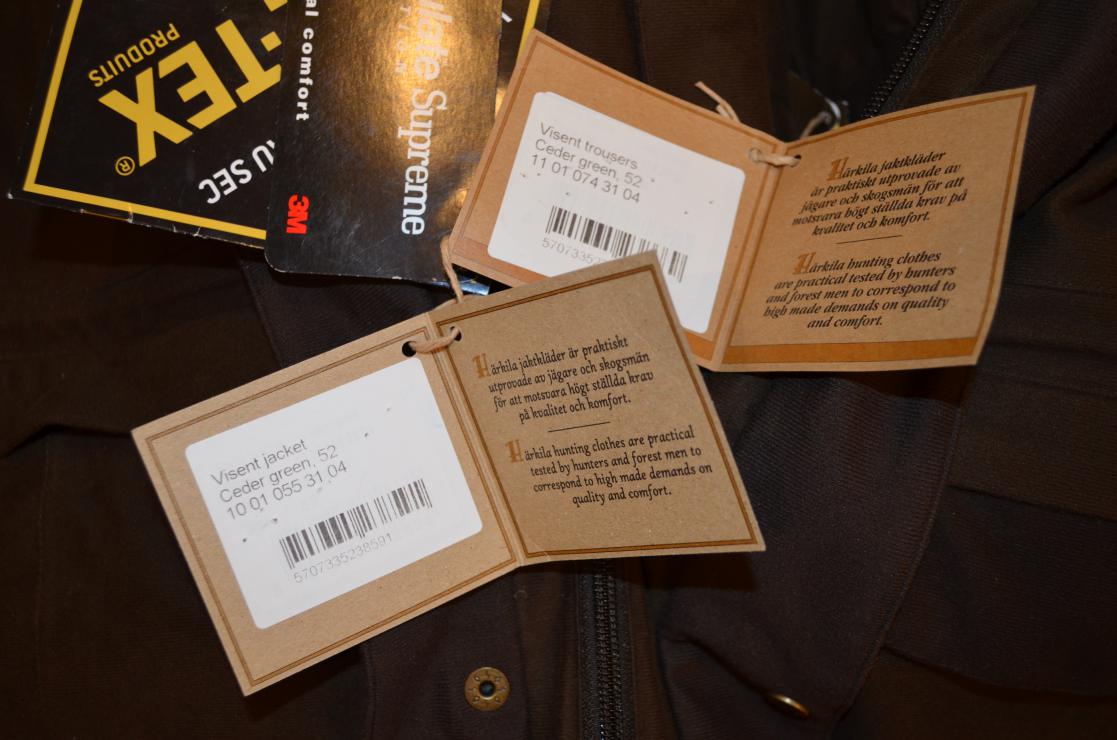 TEX
®
PRODUITS
AU SEC
al comfort
3M
Supreme
Visent trousers
Ceder green, 52
11 01 074 31 04
Härkila jaktkläder
är praktiskt utprovade av
jägare och skogsmän för att
motsvara högt ställda krav på
kvalitet och komfort.
Härkila hunting clothes
are practical tested by hunters
and forest men to correspond to
high made demands on quality
and comfort.
Visent jacket
Ceder green, 52
10 01 055 31 04
5707335238591
Härkila jaktkläder är praktiskt
utprovade av jägare och skogsmän
för att motsvara högt ställda krav
på kvalitet och komfort.
Härkila hunting clothes are practical
tested by hunters and forest men to
correspond to high made demands on
quality and comfort.